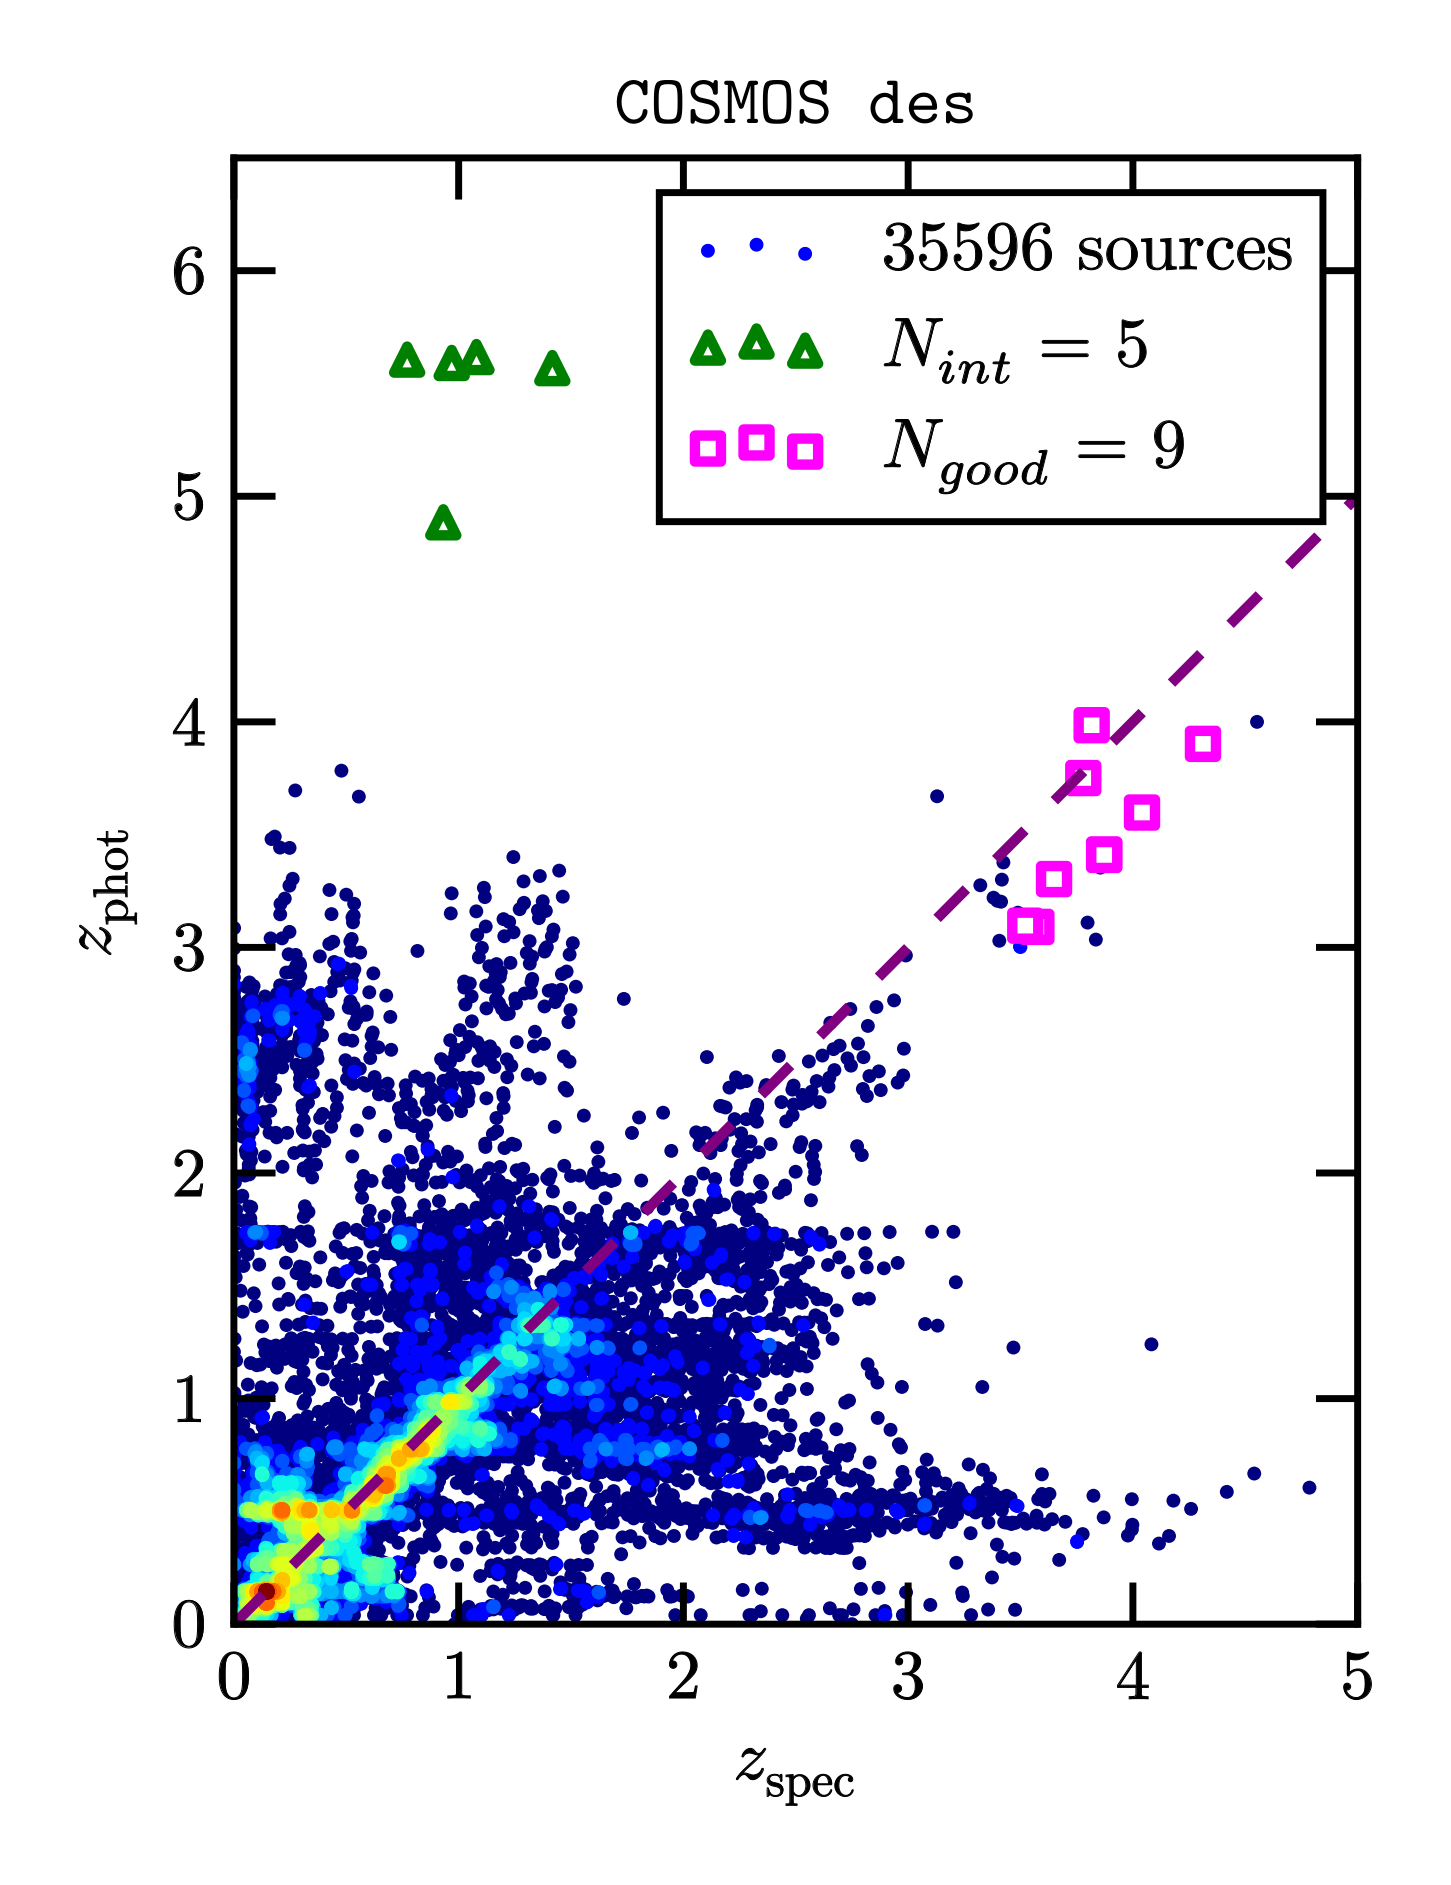 COSMOS des
35596 sources
N_int = 5
N_good = 9
6
5
4
3
2
1
0
z_phot
0 1 2 3 4 5
z_spec